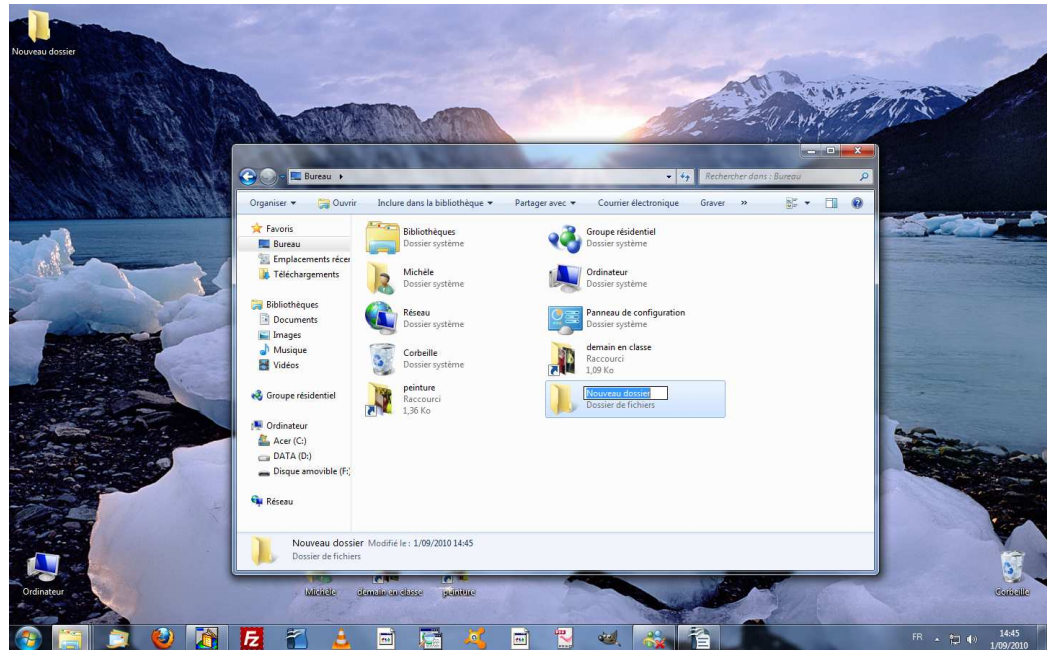 Nouveau dossier
Bureau
Rechercher dans : Bureau
Organiser
Ouvrir
Inclure dans la bibliothèque
Partager avec
Courrier électronique
Graver
»
Favoris
Bureau
Emplacements récer
Téléchargements
Bibliothèques
Documents
Images
Musique
Vidéos
Groupe résidentiel
Ordinateur
Acer (C:)
DATA (D:)
Disque amovible (F:)
Réseau
Bibliothèques
Dossier système
Groupe résidentiel
Dossier système
Michèle
Dossier système
Ordinateur
Dossier système
Réseau
Dossier système
Panneau de configuration
Dossier système
Corbeille
Dossier système
demain en classe
Raccourci
1,09 Ko
peinture
Raccourci
1,36 Ko
Nouveau dossier
Dossier de fichiers
Nouveau dossier Modifié le : 1/09/2010 14:45
Dossier de fichiers
Ordinateur
Michèle
demain en classe
peinture
Corbeille
FR
14:45
1/09/2010